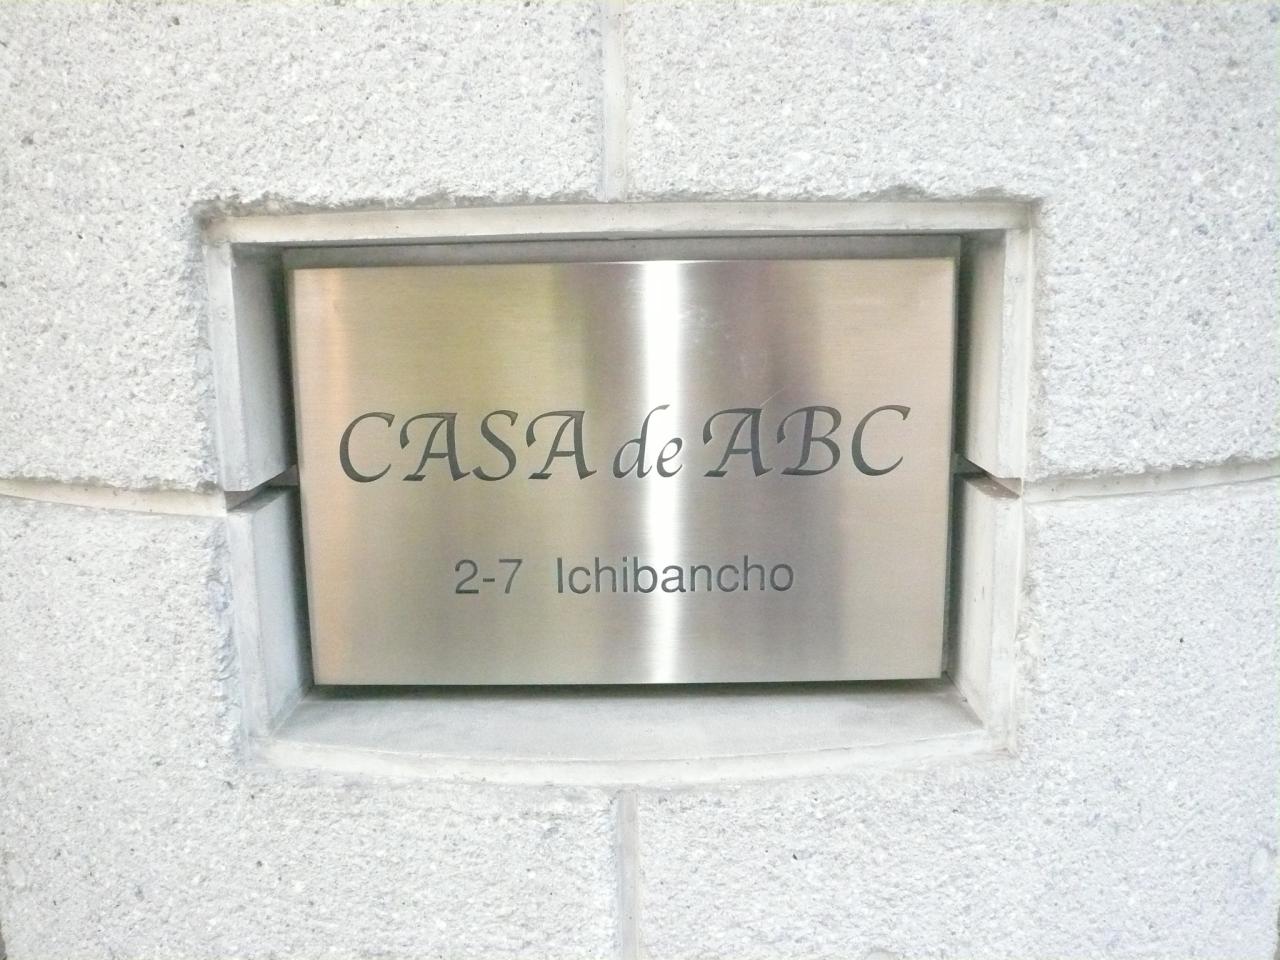 CASA de ABC
2-7 Ichibancho